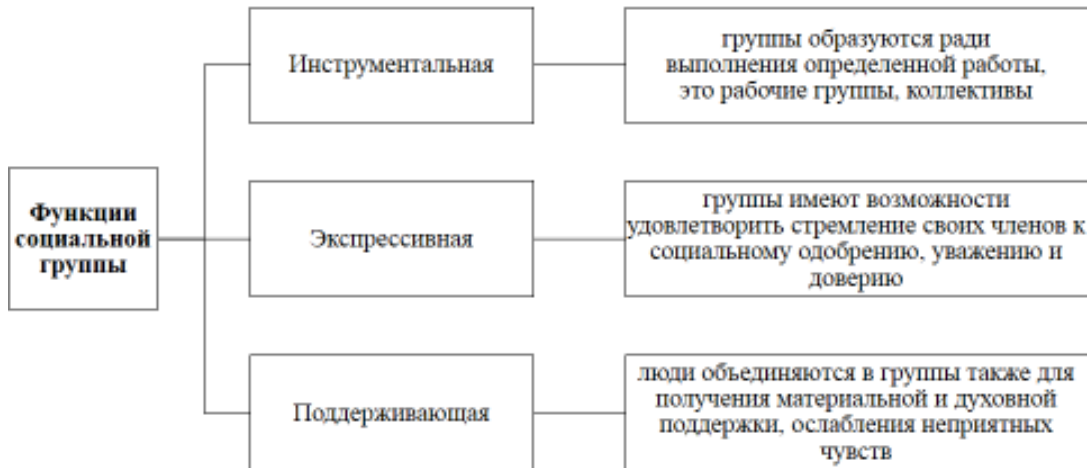 Функции
социальной
группы
Инструментальная
группы образуются ради
выполнения определенной работы,
это рабочие группы, коллективы
Экспрессивная
группы имеют возможности
удовлетворить стремление своих членов к
социальному одобрению, уважению и
доверию
Поддерживающая
люди объединяются в группы также для
получения материальной и духовной
поддержки, ослабления неприятных
чувств